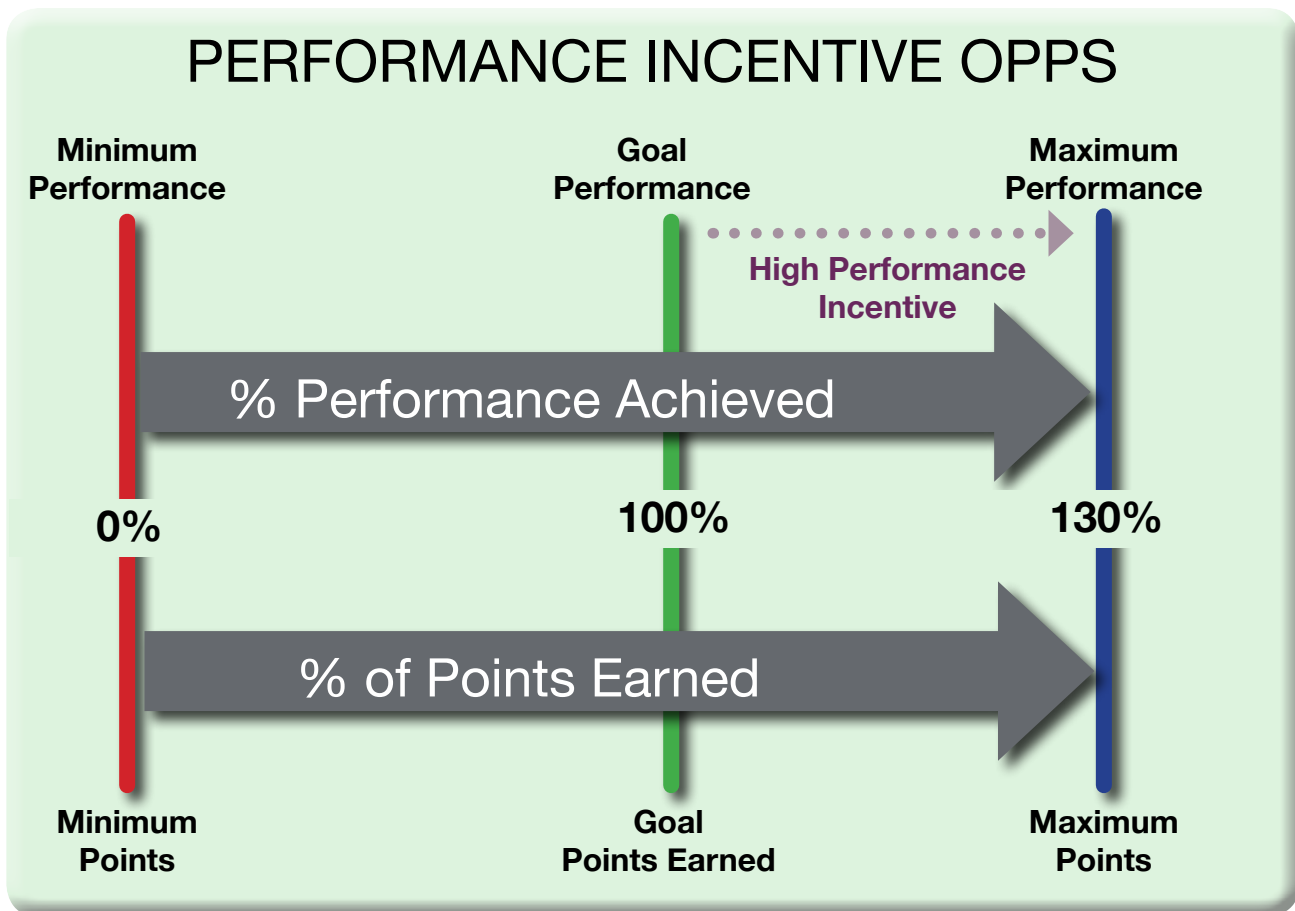 PERFORMANCE INCENTIVE OPPS
Minimum
Performance
Goal
Performance
Maximum
Performance
High Performance
Incentive
% Performance Achieved
0%
100%
130%
% of Points Earned
Minimum
Points
Goal
Points Earned
Maximum
Points